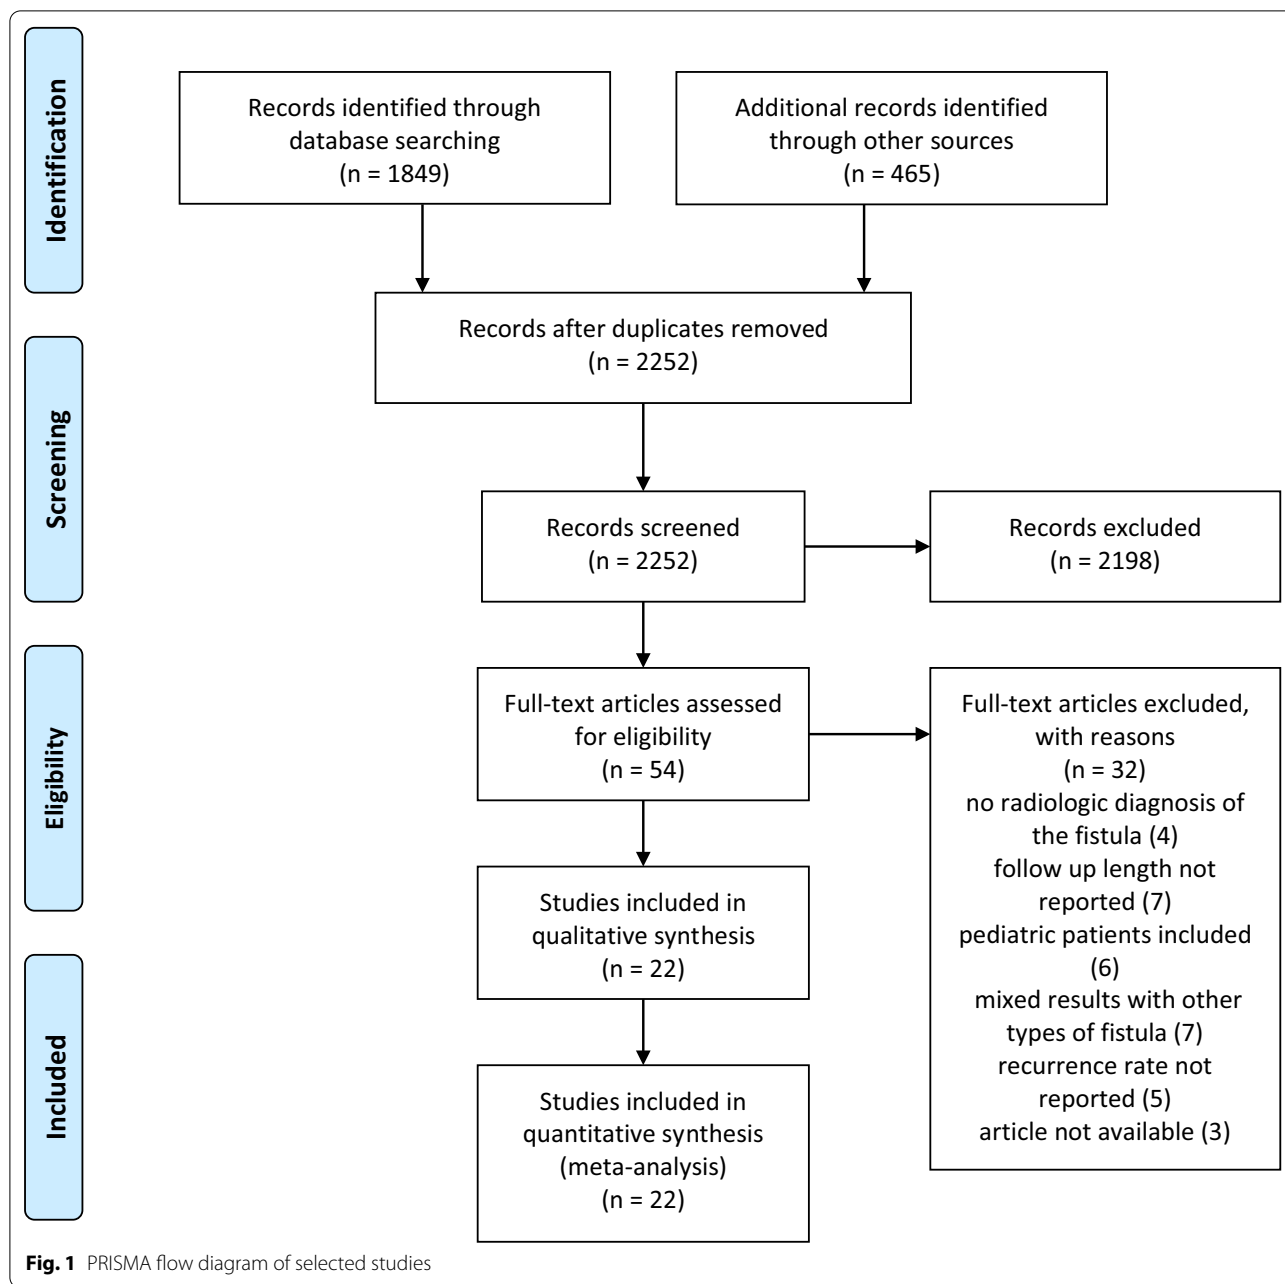 Identification
Records identified through
database searching
(n = 1849)
Additional records identified
through other sources
(n = 465)
Records after duplicates removed
(n = 2252)
Screening
Records screened
(n = 2252)
Records excluded
(n = 2198)
Eligibility
Full-text articles assessed
for eligibility
(n = 54)
Full-text articles excluded,
with reasons
(n = 32)
no radiologic diagnosis of
the fistula (4)
follow up length not
reported (7)
pediatric patients included
(6)
mixed results with other
types of fistula (7)
recurrence rate not
reported (5)
article not available (3)
Studies included in
qualitative synthesis
(n = 22)
Included
Studies included in
quantitative synthesis
(meta-analysis)
(n = 22)
Fig. 1 PRISMA flow diagram of selected studies